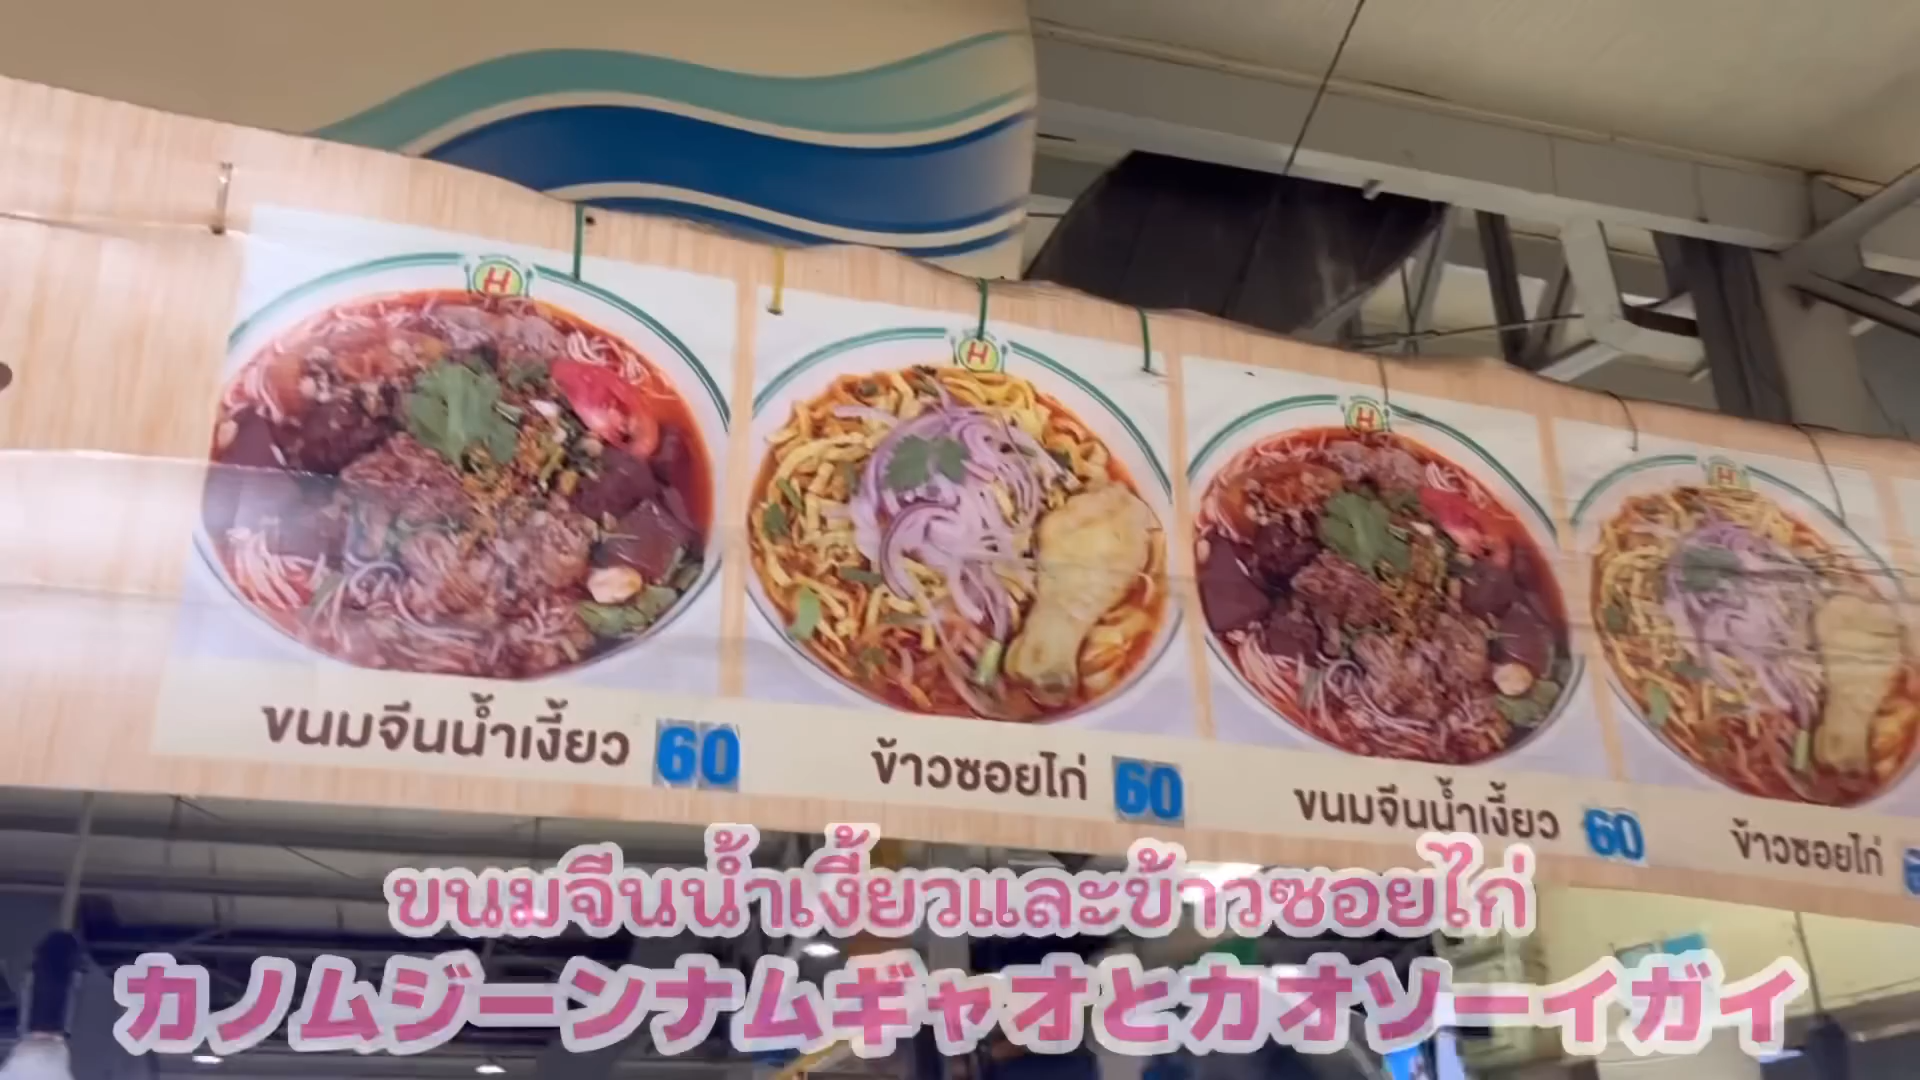 H
H
H
H
ขนมจีนน้ำเงี้ยว 60
ข้าวซอยไก่ 60
ขนมจีนน้ำเงี้ยว 60
ข้าวซอยไก่
ขนมจีนน้ำเงี้ยวและข้าวซอยไก่
カノムジーンナムギャオとカオソーイガイ